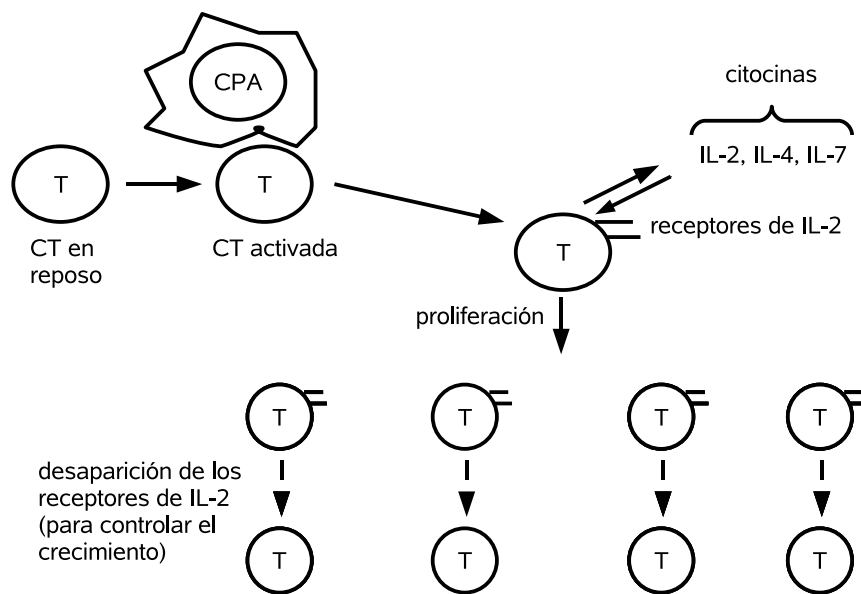 CPA
citocinas
IL-2, IL-4, IL-7
T
T
CT en
reposo
CT activada
receptores de IL-2
T
proliferación
T
T
T
T
desaparición de los
receptores de IL-2
(para controlar el
crecimiento)
T
T
T
T